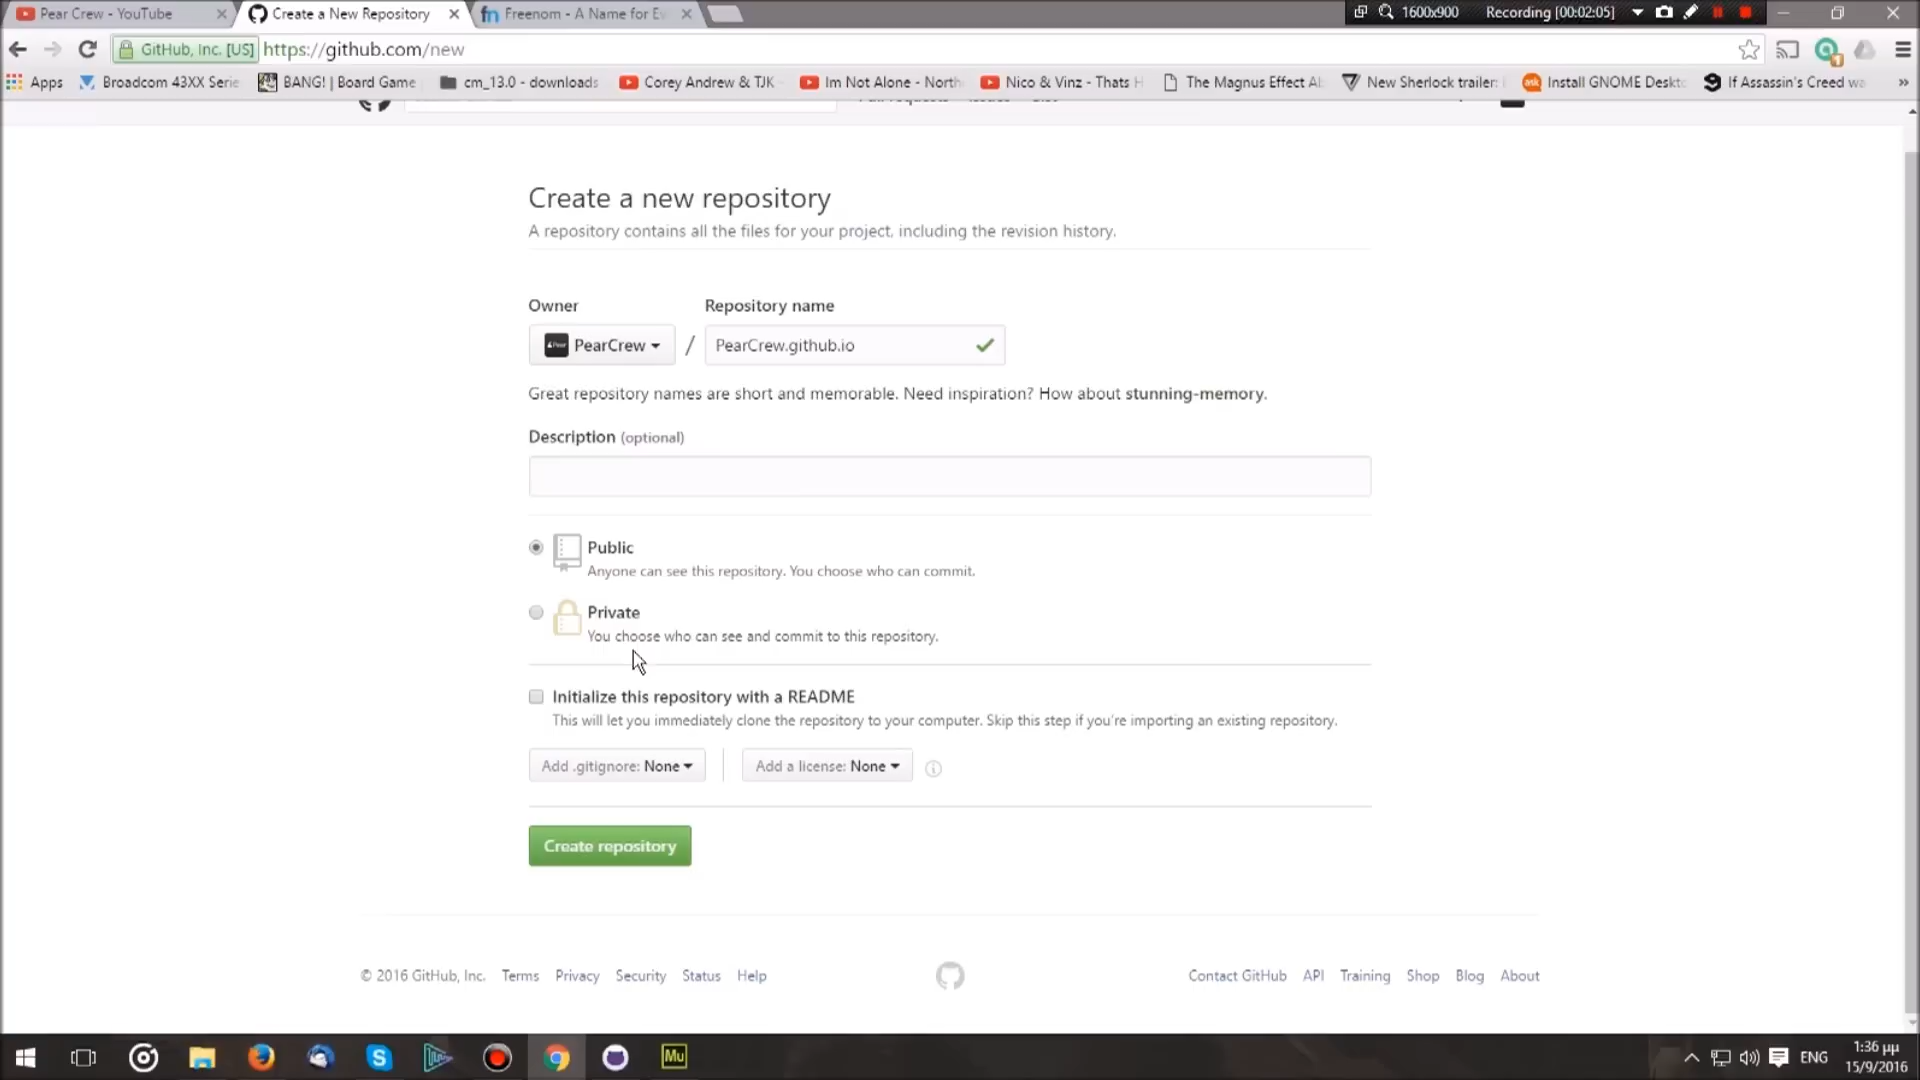 Pear Crew - YouTube
Create a New Repository
Freenom - A Name for Ev
1600x900
Recording [00:02:05]
GitHub, Inc. [US]
https://github.com/new
Apps
Broadcom 43XX Serie
BANG! | Board Game
cm_13.0 - downloads
Corey Andrew & TJK
Im Not Alone - North
Nico & Vinz - Thats H
The Magnus Effect Al
New Sherlock trailer:
Install GNOME Deskt
If Assassin's Creed wa
»
Create a new repository
A repository contains all the files for your project, including the revision history.
Owner
Repository name
PearCrew
/
PearCrew.github.io
Great repository names are short and memorable. Need inspiration? How about stunning-memory.
Description (optional)
Public
Anyone can see this repository. You choose who can commit.
Private
You choose who can see and commit to this repository.
Initialize this repository with a README
This will let you immediately clone the repository to your computer. Skip this step if you're importing an existing repository.
Add .gitignore: None
Add a license: None
Create repository
© 2016 GitHub, Inc. Terms Privacy Security Status Help
Contact GitHub API Training Shop Blog About
Mu
ENG
1:36 μμ
15/9/2016